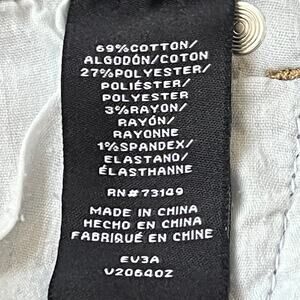 69%COTTON/
ALGODÓN/COTON
27%POLYESTER/
POLIÉSTER/
POLYESTER
3%RAYON/
RAYÓN/
RAYONNE
1%SPANDEX/
ELASTANO/
ÉLASTHANNE
RN#73149
MADE IN CHINA
HECHO EN CHINA
FABRIQUÉ EN CHINE
EV3A
V20640Z